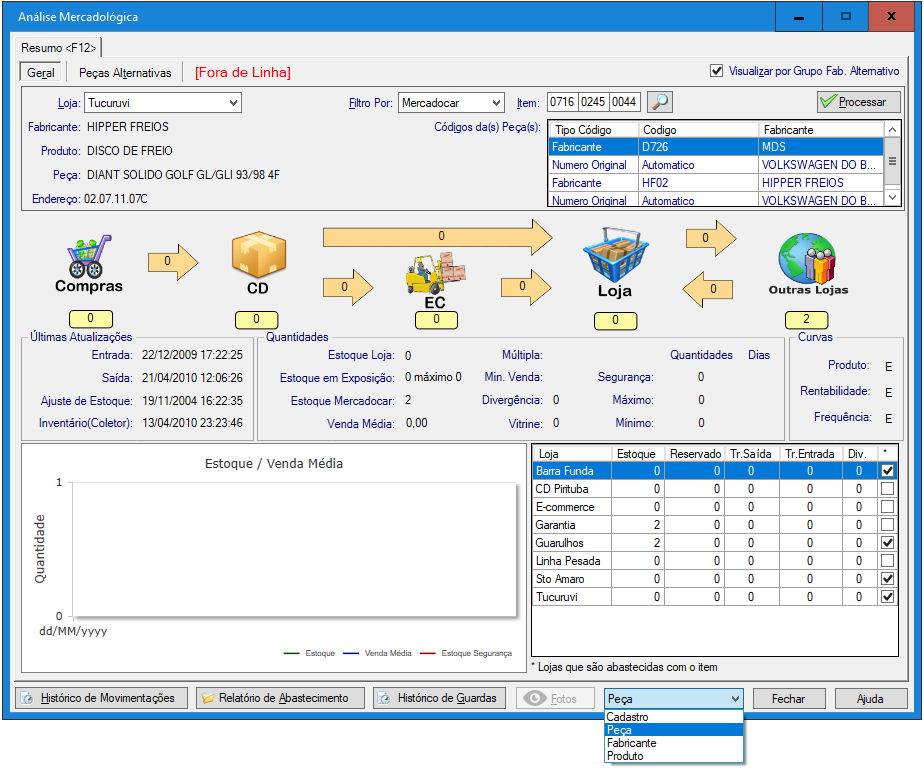 Análise Mercadológica
Resumo <F12>
Geral Peças Alternativas [Fora de Linha] Visualizar por Grupo Fab. Alternativo
Loja: Tucuruvi Filtro Por: Mercadocar Item: 0716 0245 0044 Processar
Fabricante: HIPPER FREIOS Códigos da(s) Peça(s):
Produto: DISCO DE FREIO
Peça: DIANT SOLIDO GOLF GL/GLI 93/98 4F
Endereço: 02.07.11.07C
Tipo Código Codigo Fabricante
Fabricante D726 MDS
Numero Original Automatico VOLKSWAGEN DO B...
Fabricante HF02 HIPPER FREIOS
Numero Original Automatico VOLKSWAGEN DO B...
0
0 0
0 0 0
Compras CD EC Loja Outras Lojas
0 0 0 0 2
Últimas Atualizações
Entrada: 22/12/2009 17:22:25
Saída: 21/04/2010 12:06:26
Ajuste de Estoque: 19/11/2004 16:22:35
Inventário(Coletor): 13/04/2010 23:23:46
Quantidades
Estoque Loja: 0 Múltipla: Quantidades Dias
Estoque em Exposição: 0 máximo 0 Min. Venda: Segurança: 0
Estoque Mercadocar: 2 Divergência: 0 Máximo: 0
Venda Média: 0,00 Vitrine: 0 Mínimo: 0
Curvas
Produto: E
Rentabilidade: E
Frequência: E
Estoque / Venda Média
Quantidade
1
0
dd/MM/yyyy
Estoque Venda Média Estoque Segurança
Loja Estoque Reservado Tr.Saída Tr.Entrada Div. *
Barra Funda 0 0 0 0 0
CD Pirituba 0 0 0 0 0
E-commerce 0 0 0 0 0
Garantia 2 0 0 0 0
Guarulhos 2 0 0 0 0
Linha Pesada 0 0 0 0 0
Sto Amaro 0 0 0 0 0
Tucuruvi 0 0 0 0 0
* Lojas que são abastecidas com o item
Histórico de Movimentações Relatório de Abastecimento Histórico de Guardas Fotos Peça Fechar Ajuda
Cadastro
Peça
Fabricante
Produto